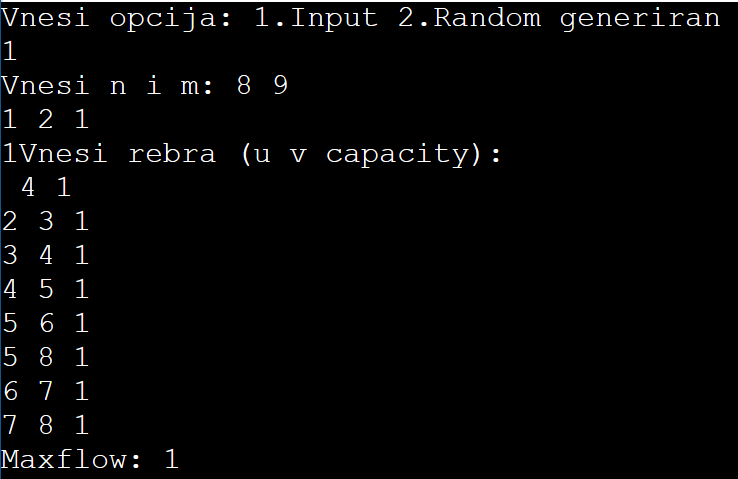 Vnesi opcija: 1.Input 2.Random generiran
1
Vnesi n i m: 8 9
1 2 1
1Vnesi rebra (u v capacity):
 4 1
2 3 1
3 4 1
4 5 1
5 6 1
5 8 1
6 7 1
7 8 1
Maxflow: 1